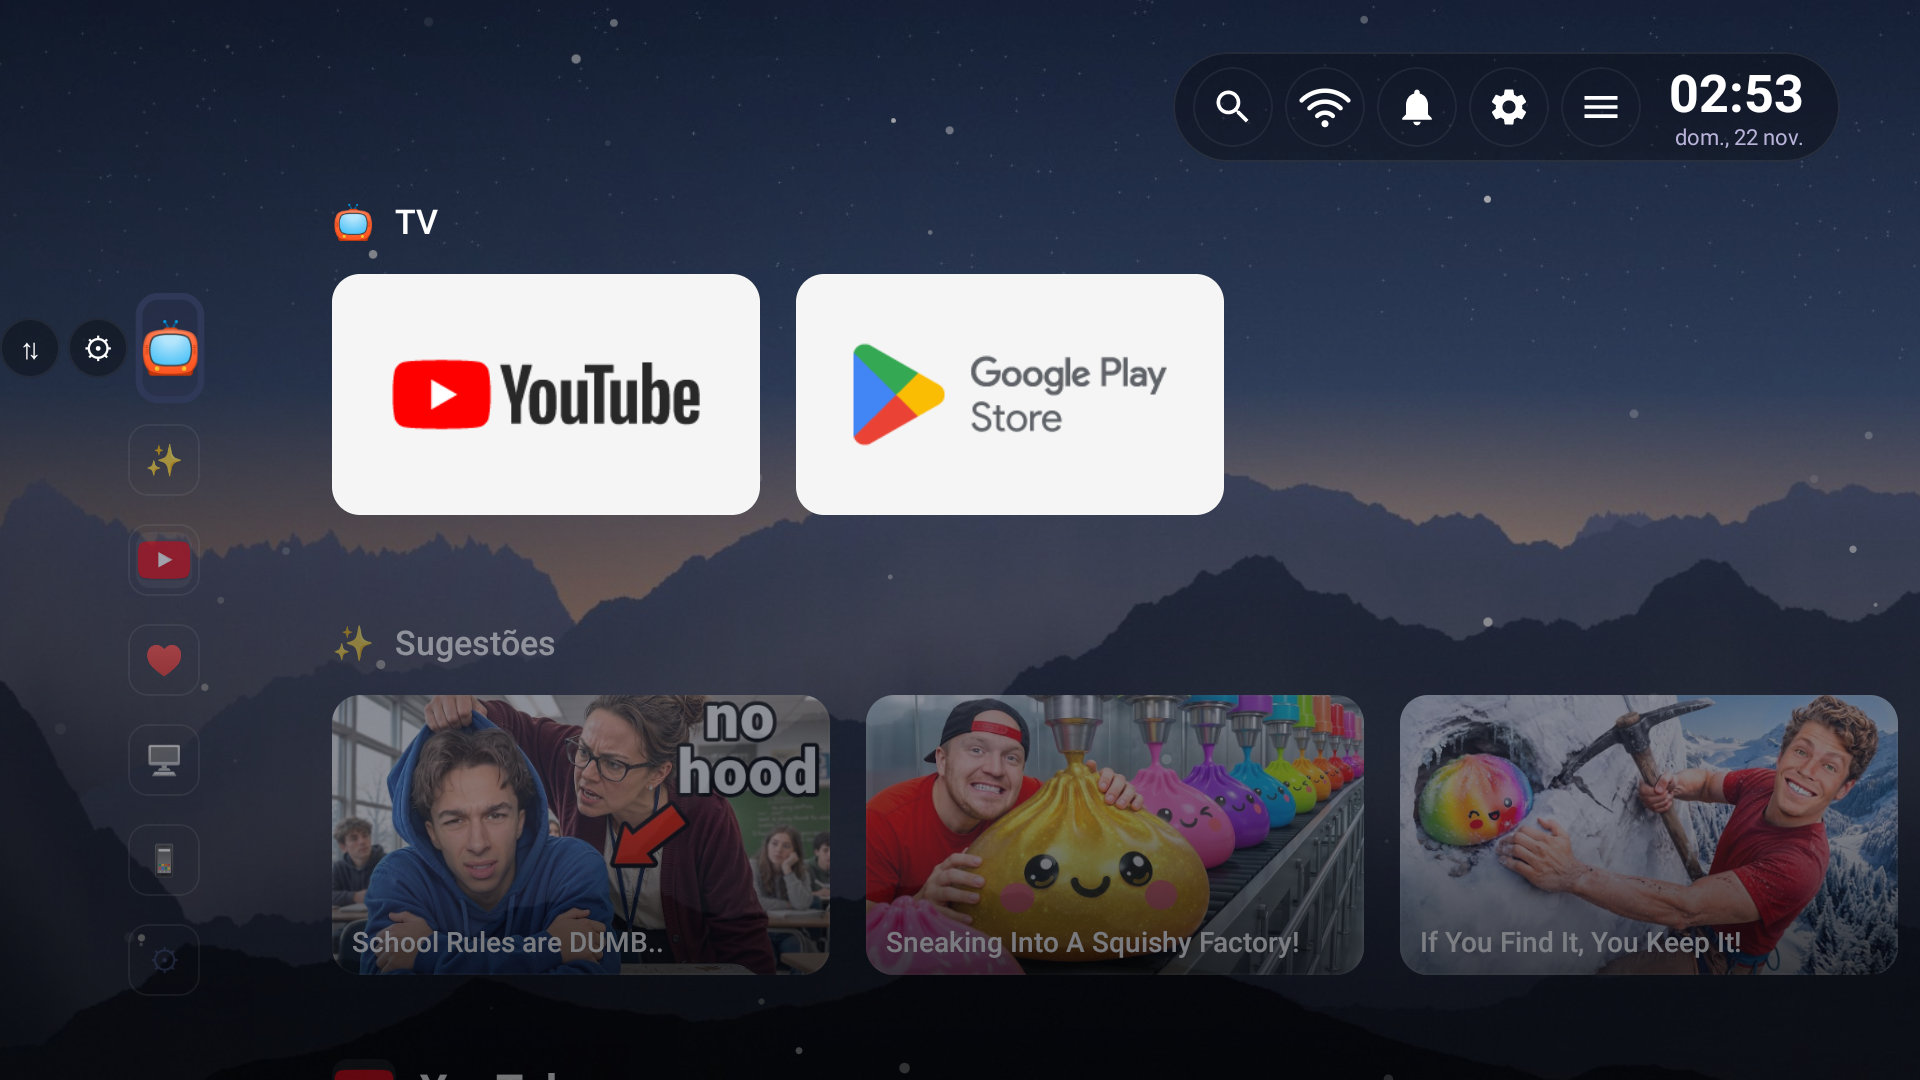 02:53
dom., 22 nov.
TV
YouTube
Google Play
Store
Sugestões
no
hood
School Rules are DUMB..
Sneaking Into A Squishy Factory!
If You Find It, You Keep It!